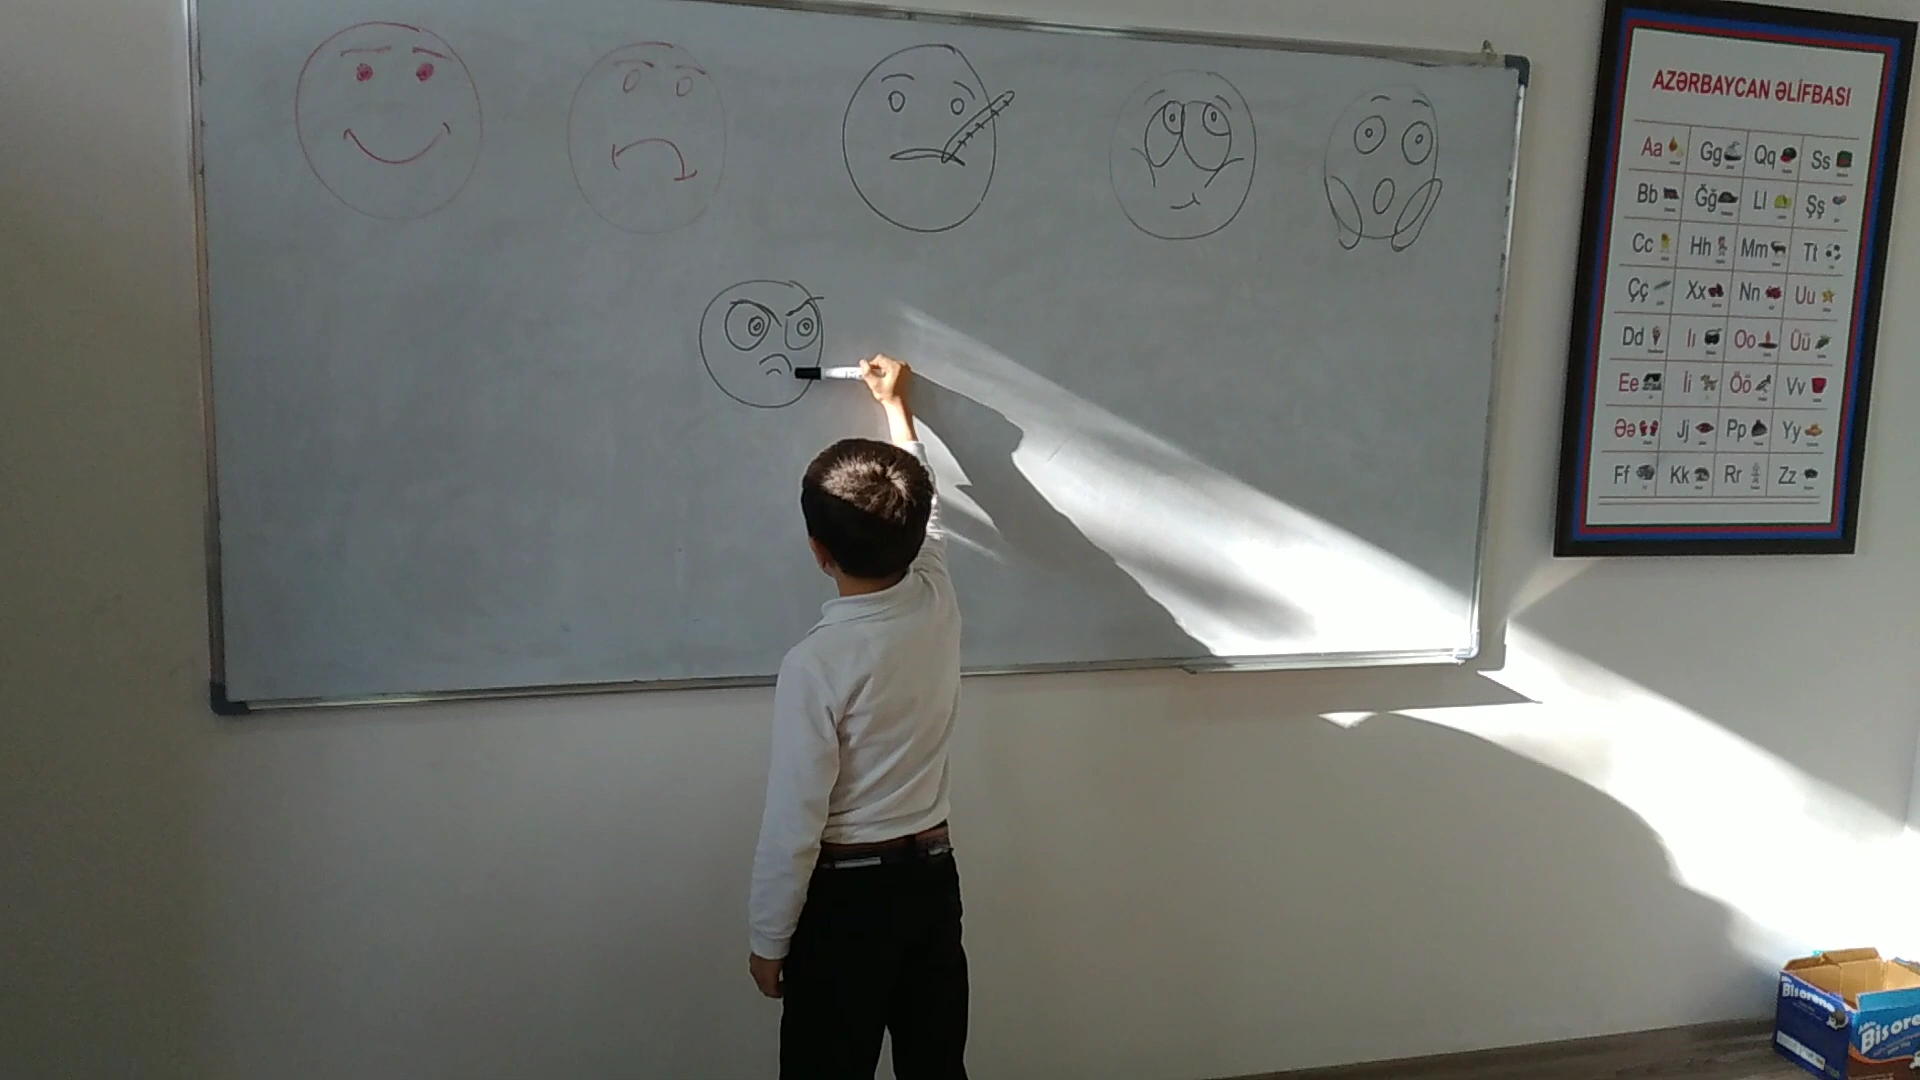 AZƏRBAYCAN ƏLİFBASI
Aa Gg Qq Ss
Bb Ğğ Ll Şş
Cc Hh Mm Tt
Çç Xx Nn Uu
Dd Iı Oo Üü
Ee İi Öö Vv
Əə Jj Pp Yy
Ff Kk Rr Zz
Bisoreno
Bisore